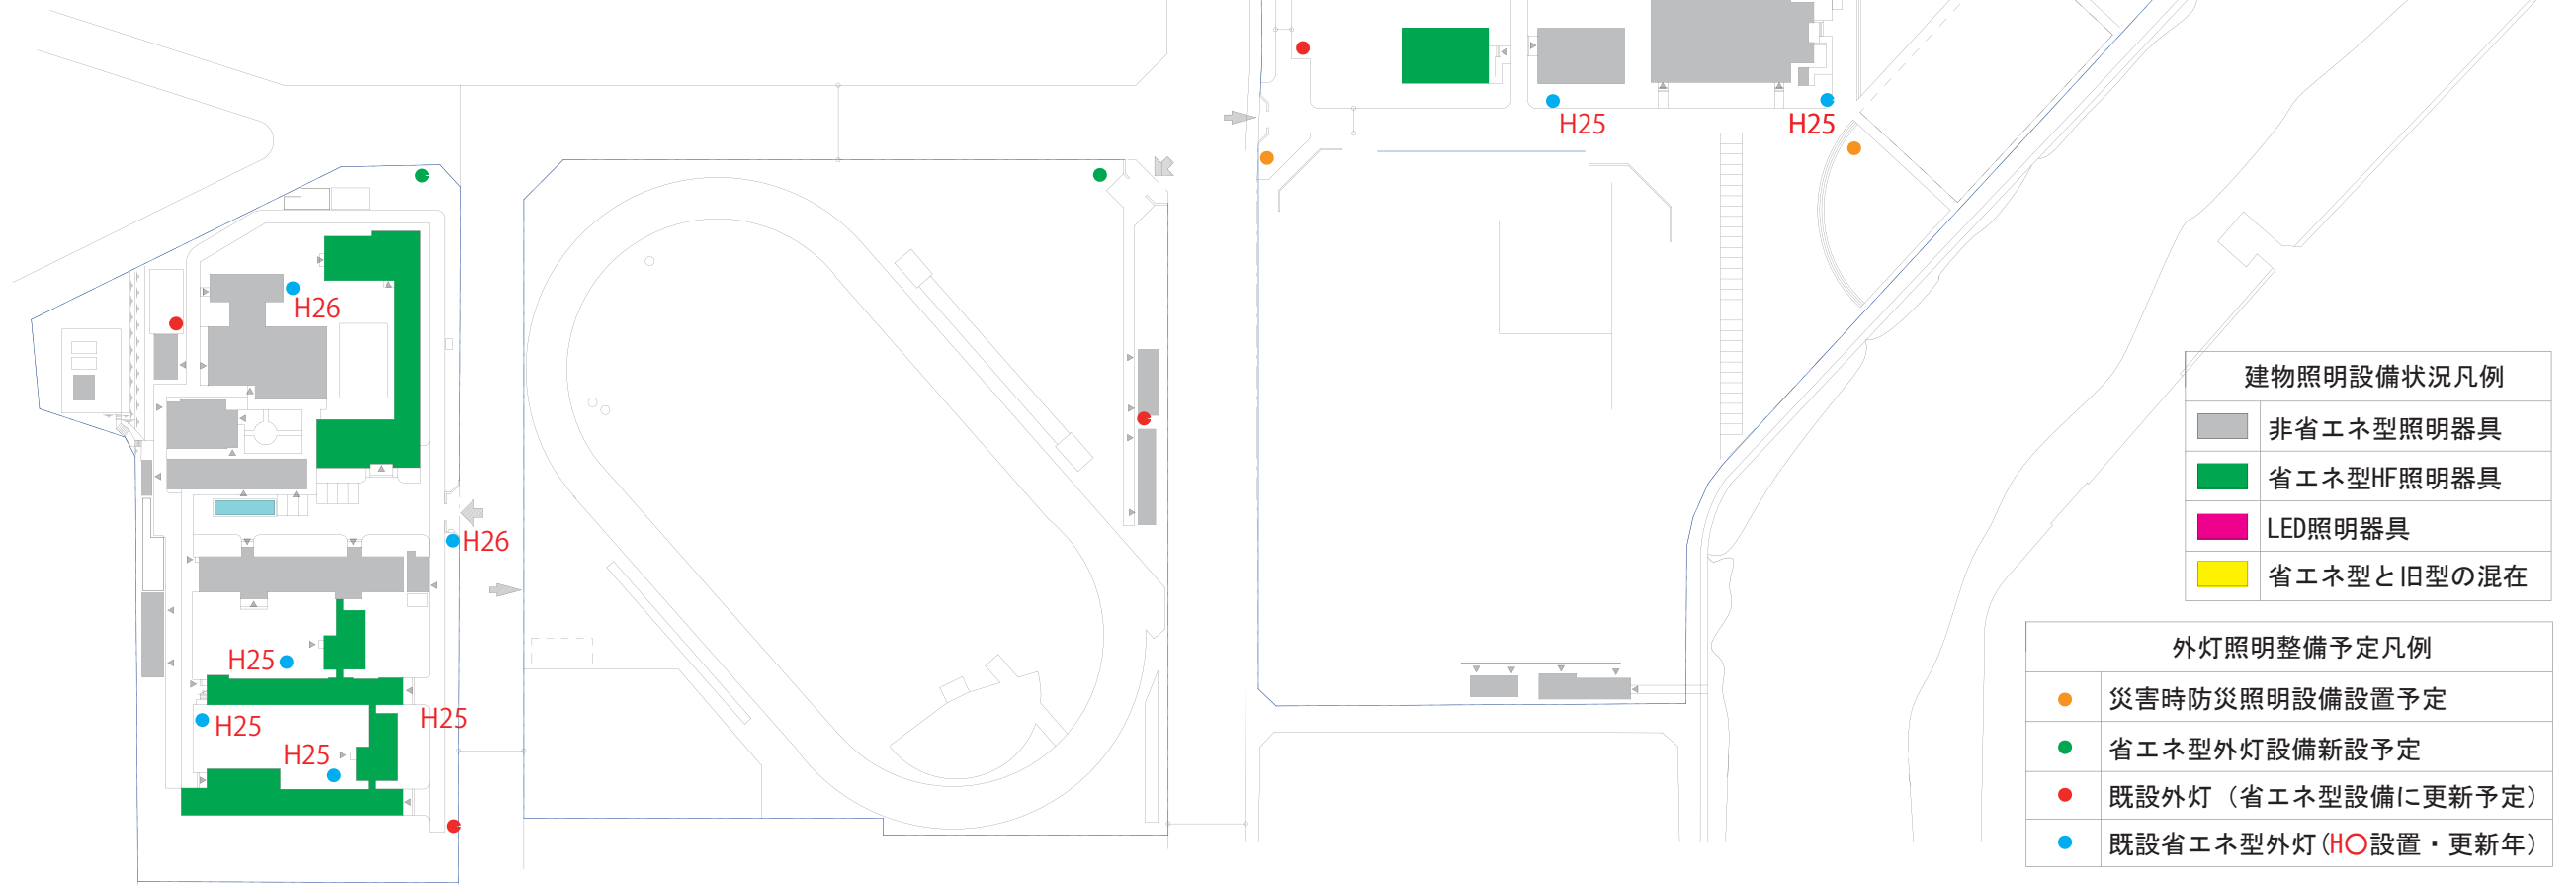 H25
H25
H26
H26
H25
H25
H25
H25
建物照明設備状況凡例
非省エネ型照明器具
省エネ型HF照明器具
LED照明器具
省エネ型と旧型の混在
外灯照明整備予定凡例
災害時防災照明設備設置予定
省エネ型外灯設備新設予定
既設外灯（省エネ型設備に更新予定）
既設省エネ型外灯(H〇設置・更新年)